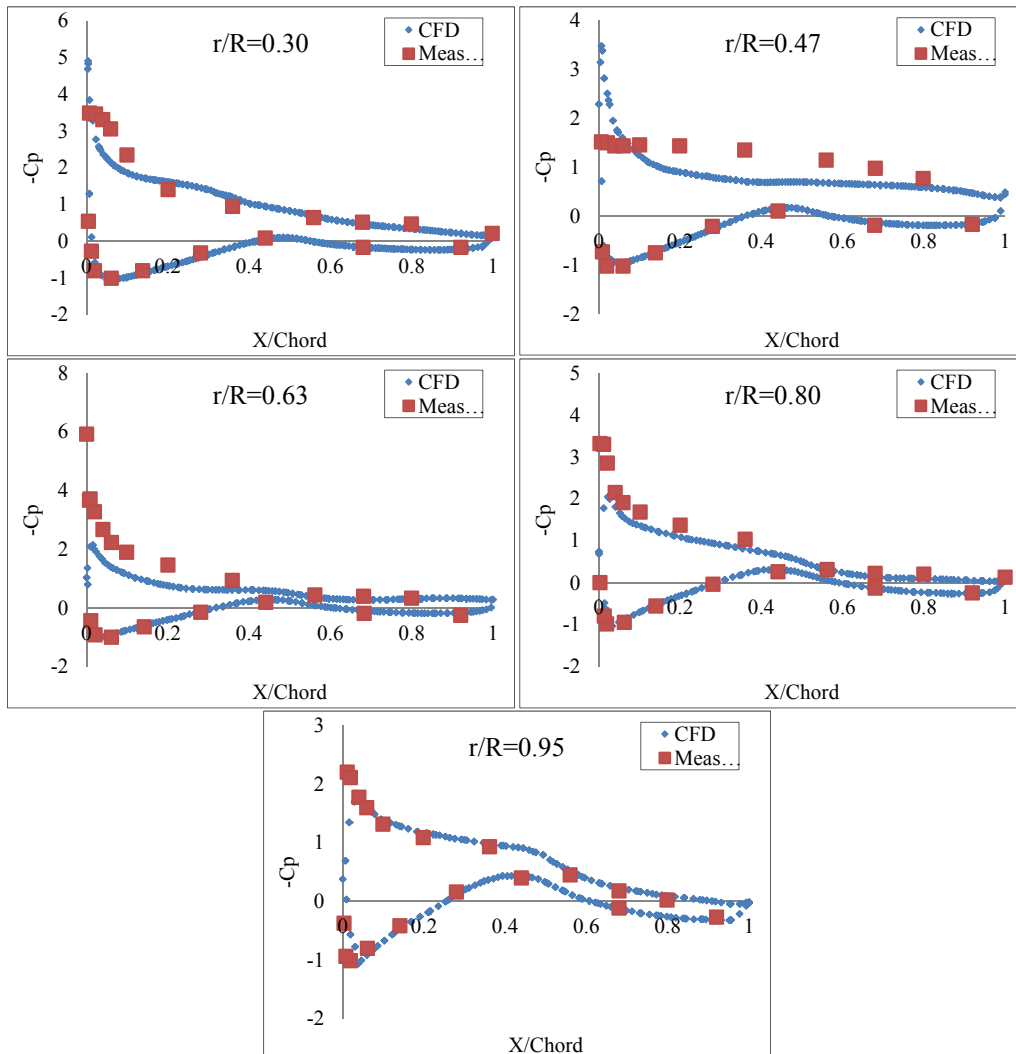 r/R=0.30
CFD
Meas…
6
5
4
3
2
1
0
-1
-2
-Cp
0 0.2 0.4 0.6 0.8 1
X/Chord
r/R=0.47
CFD
Meas…
4
3
2
1
0
-1
-2
-Cp
0 0.2 0.4 0.6 0.8 1
X/Chord
r/R=0.63
CFD
Meas…
8
6
4
2
0
-2
-Cp
0 0.2 0.4 0.6 0.8 1
X/Chord
r/R=0.80
CFD
Meas…
5
4
3
2
1
0
-1
-2
-Cp
0 0.2 0.4 0.6 0.8 1
X/Chord
r/R=0.95
CFD
Meas…
3
2
1
0
-1
-2
-Cp
0 0.2 0.4 0.6 0.8 1
X/Chord